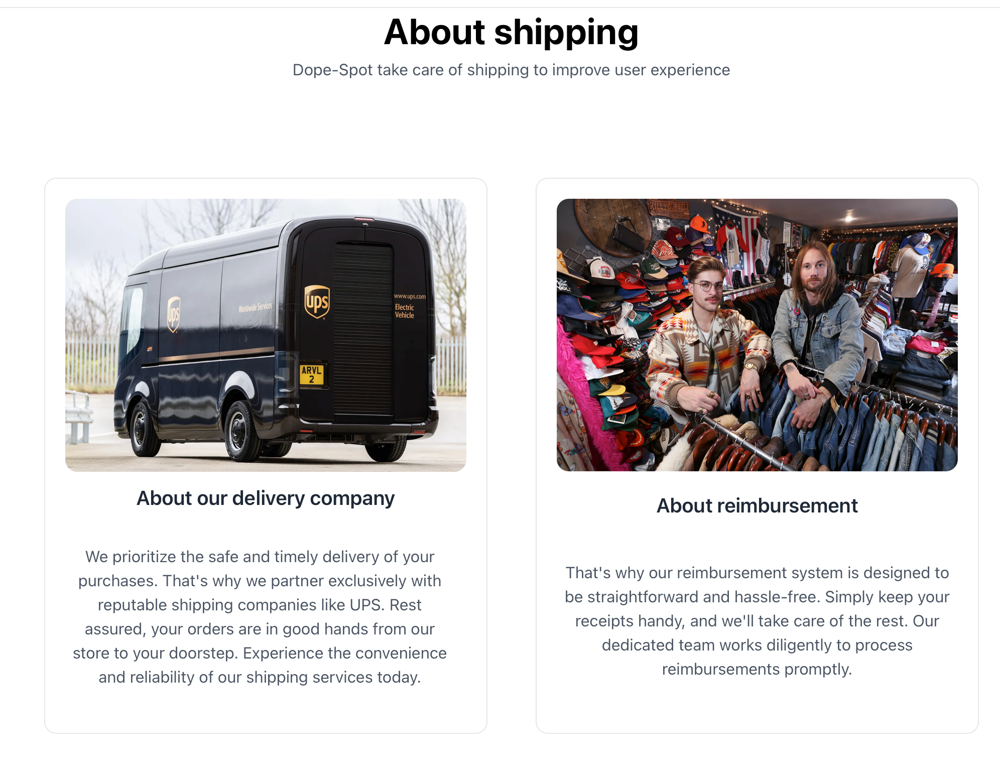 About shipping
Dope-Spot take care of shipping to improve user experience
ups
Worldwide Services
ups
www.ups.com
Electric
Vehicle
ARVL
2
About our delivery company
We prioritize the safe and timely delivery of your
purchases. That's why we partner exclusively with
reputable shipping companies like UPS. Rest
assured, your orders are in good hands from our
store to your doorstep. Experience the convenience
and reliability of our shipping services today.
KILLYOURSELF
About reimbursement
That's why our reimbursement system is designed to
be straightforward and hassle-free. Simply keep your
receipts handy, and we'll take care of the rest. Our
dedicated team works diligently to process
reimbursements promptly.